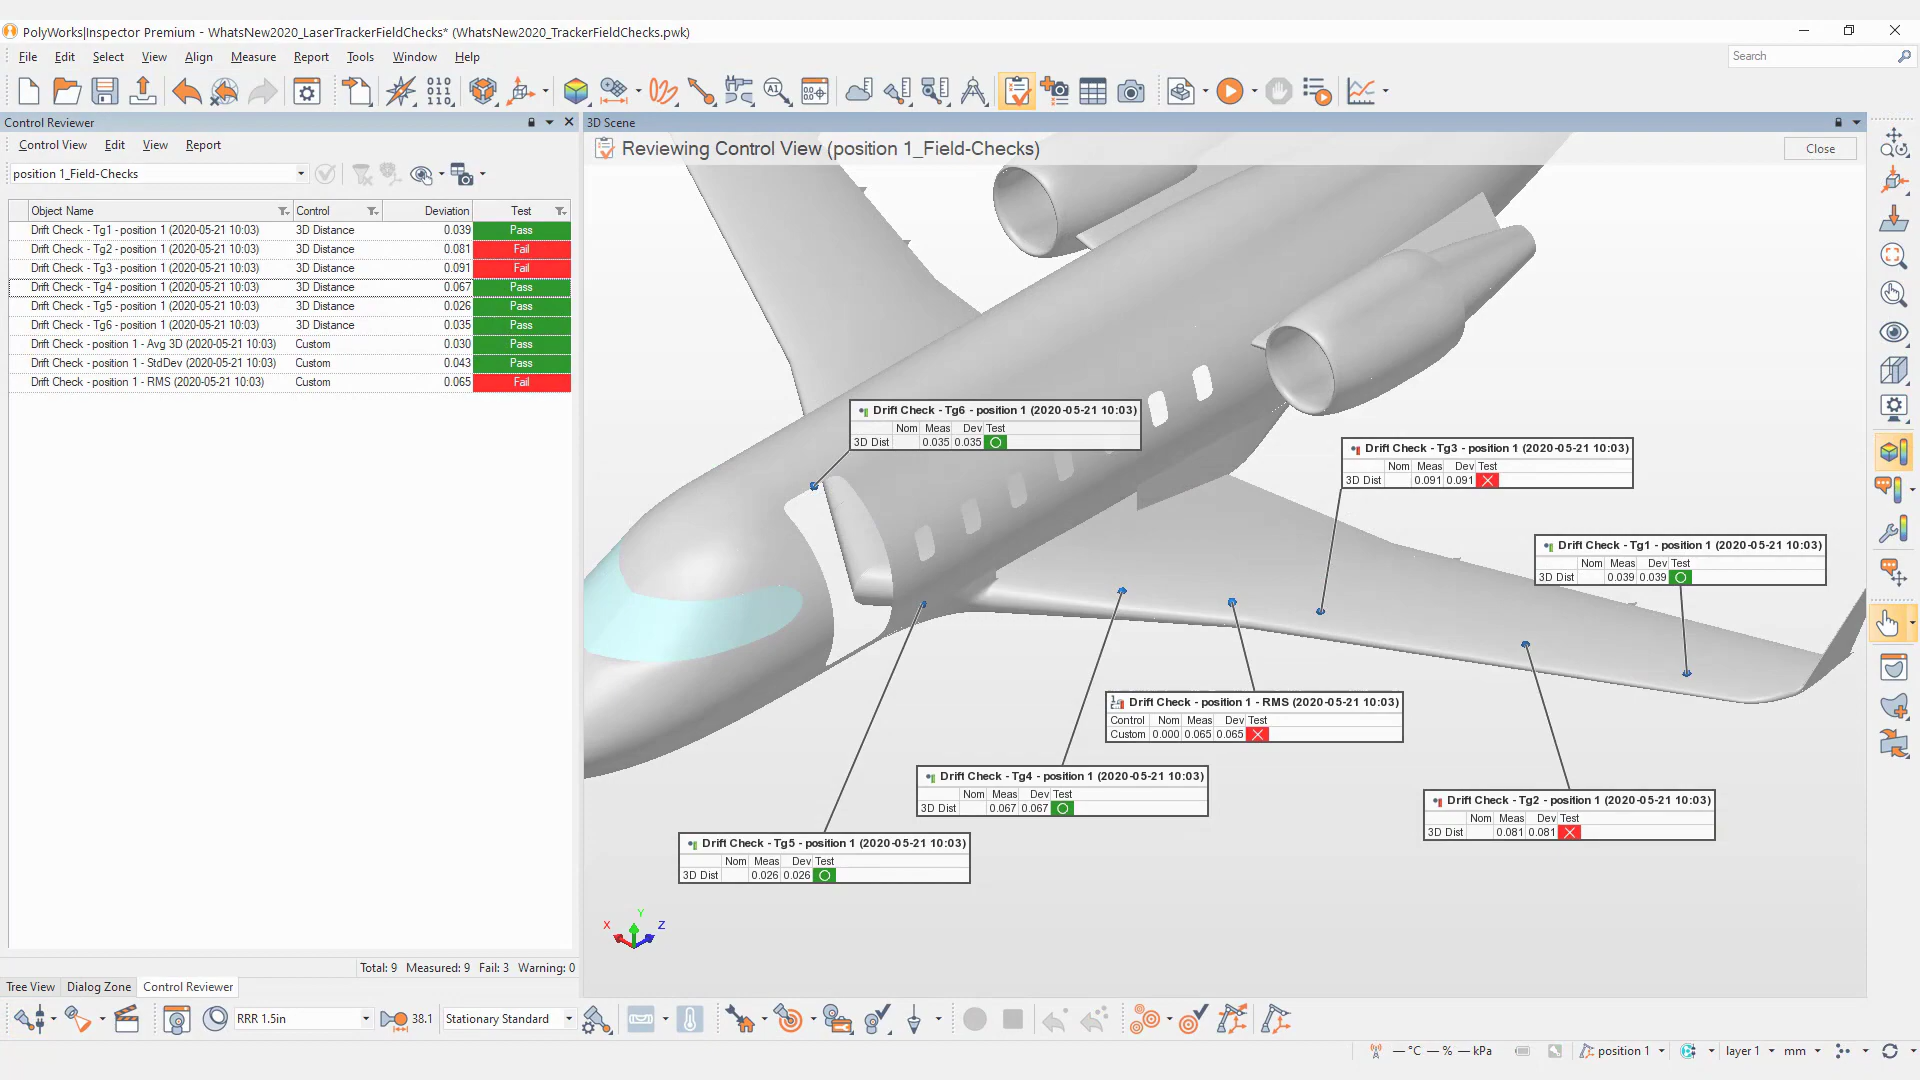 PolyWorks|Inspector Premium - WhatsNew2020_LaserTrackerFieldChecks* (WhatsNew2020_TrackerFieldChecks.pwk)
File Edit Select View Align Measure Report Tools Window Help
Search
Control Reviewer
3D Scene
Control View Edit View Report
Reviewing Control View (position 1_Field-Checks)
Close
position 1_Field-Checks
Object Name Control Deviation Test
Drift Check - Tg1 - position 1 (2020-05-21 10:03) 3D Distance 0.039 Pass
Drift Check - Tg2 - position 1 (2020-05-21 10:03) 3D Distance 0.081 Fail
Drift Check - Tg3 - position 1 (2020-05-21 10:03) 3D Distance 0.091 Fail
Drift Check - Tg4 - position 1 (2020-05-21 10:03) 3D Distance 0.067 Pass
Drift Check - Tg5 - position 1 (2020-05-21 10:03) 3D Distance 0.026 Pass
Drift Check - Tg6 - position 1 (2020-05-21 10:03) 3D Distance 0.035 Pass
Drift Check - position 1 - Avg 3D (2020-05-21 10:03) Custom 0.030 Pass
Drift Check - position 1 - StdDev (2020-05-21 10:03) Custom 0.043 Pass
Drift Check - position 1 - RMS (2020-05-21 10:03) Custom 0.065 Fail
Drift Check - Tg6 - position 1 (2020-05-21 10:03)
Nom Meas Dev Test
3D Dist 0.035 0.035
Drift Check - Tg3 - position 1 (2020-05-21 10:03)
Nom Meas Dev Test
3D Dist 0.091 0.091
Drift Check - Tg1 - position 1 (2020-05-21 10:03)
Nom Meas Dev Test
3D Dist 0.039 0.039
Drift Check - position 1 - RMS (2020-05-21 10:03)
Control Nom Meas Dev Test
Custom 0.000 0.065 0.065
Drift Check - Tg4 - position 1 (2020-05-21 10:03)
Nom Meas Dev Test
3D Dist 0.067 0.067
Drift Check - Tg2 - position 1 (2020-05-21 10:03)
Nom Meas Dev Test
3D Dist 0.081 0.081
Drift Check - Tg5 - position 1 (2020-05-21 10:03)
Nom Meas Dev Test
3D Dist 0.026 0.026
X Y Z
Total: 9 Measured: 9 Fail: 3 Warning: 0
Tree View Dialog Zone Control Reviewer
RRR 1.5in 38.1 Stationary Standard
— °C — % — kPa position 1 layer 1 mm